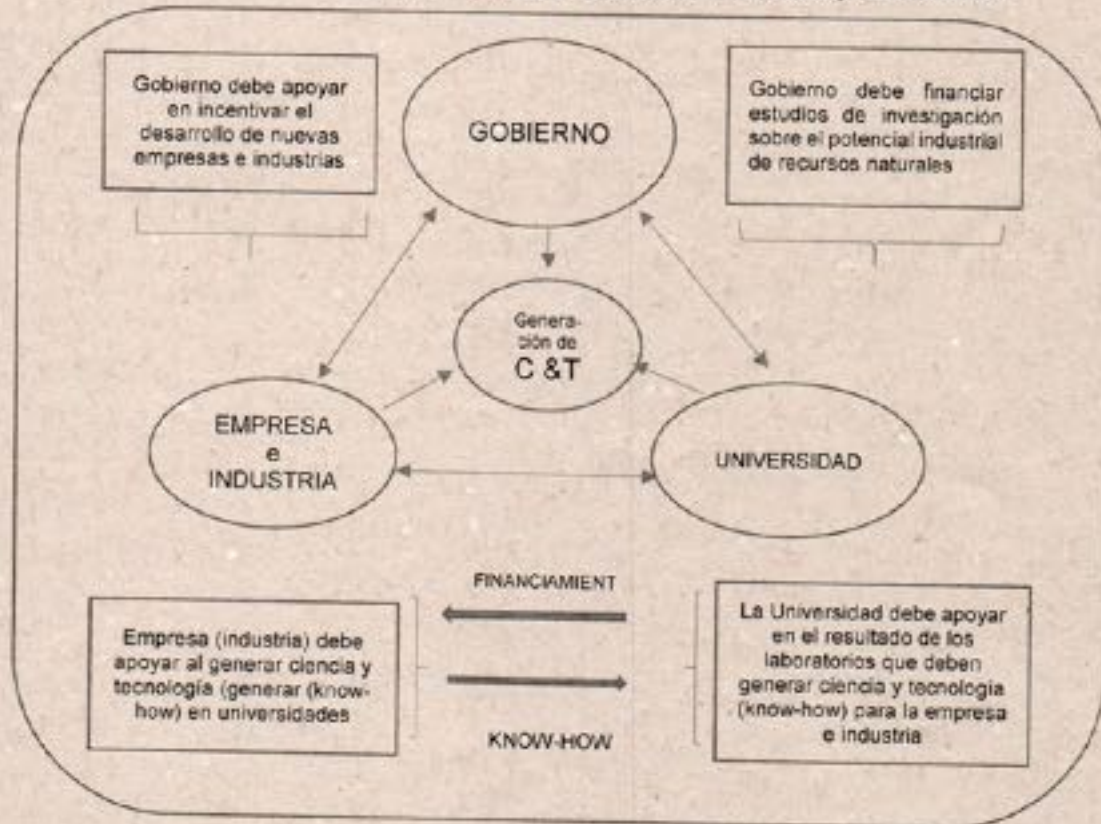 Gobierno debe apoyar
en incentivar el
desarrollo de nuevas
empresas e industrias
GOBIERNO
Gobierno debe financiar
estudios de investigación
sobre el potencial industrial
de recursos naturales
Genera-
ción de
C &T
EMPRESA
e
INDUSTRIA
UNIVERSIDAD
FINANCIAMIENT
Empresa (industria) debe
apoyar al generar ciencia y
tecnología (generar (know-
how) en universidades
KNOW-HOW
La Universidad debe apoyar
en el resultado de los
laboratorios que deben
generar ciencia y tecnología
(know-how) para la empresa
e industria